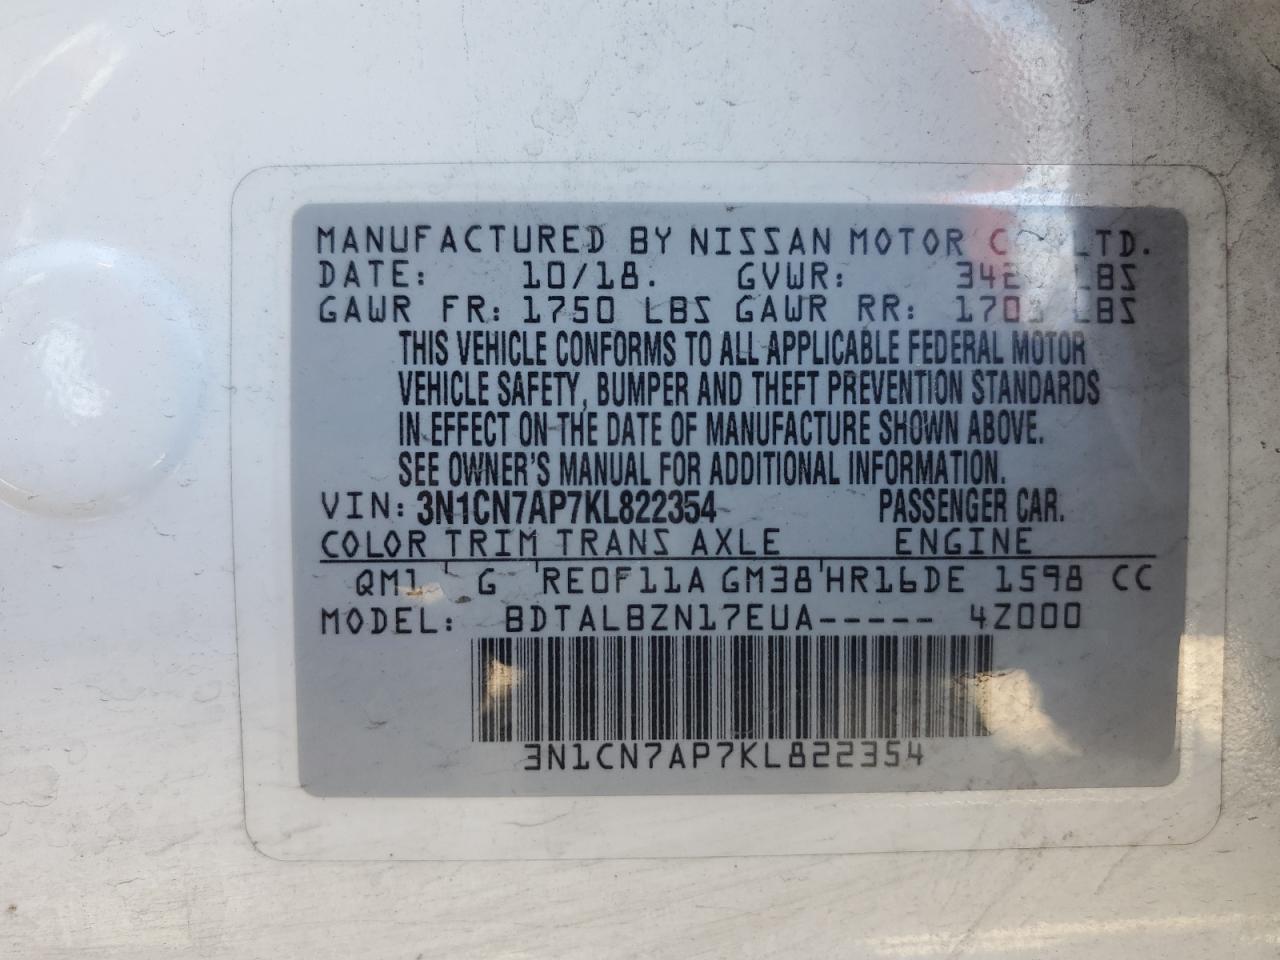 MANUFACTURED BY NISSAN MOTOR LTD.
DATE: 10/18. GVWR: LBS
GAWR FR: 1750 LBS GAWR RR: LBS
THIS VEHICLE CONFORMS TO ALL APPLICABLE FEDERAL MOTOR
VEHICLE SAFETY, BUMPER AND THEFT PREVENTION STANDARDS
IN EFFECT ON THE DATE OF MANUFACTURE SHOWN ABOVE.
SEE OWNER'S MANUAL FOR ADDITIONAL INFORMATION.
VIN: 3N1CN7AP7KL822354 PASSENGER CAR.
COLOR TRIM TRANS AXLE ENGINE
QM1 ' G ' RE0F11A GM38 ' HR16DE 1598 CC
MODEL: BDTALBZN17EUA----- 4Z000
3N1CN7AP7KL822354